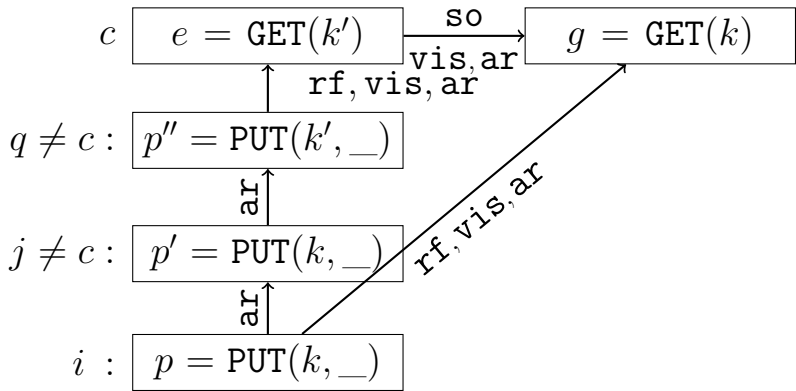 c e = GET(k′) so g = GET(k)
vis,ar
rf,vis,ar
q ≠ c : p″ = PUT(k′, _)
ar
j ≠ c : p′ = PUT(k, _)
rf,vis,ar
ar
i : p = PUT(k, _)